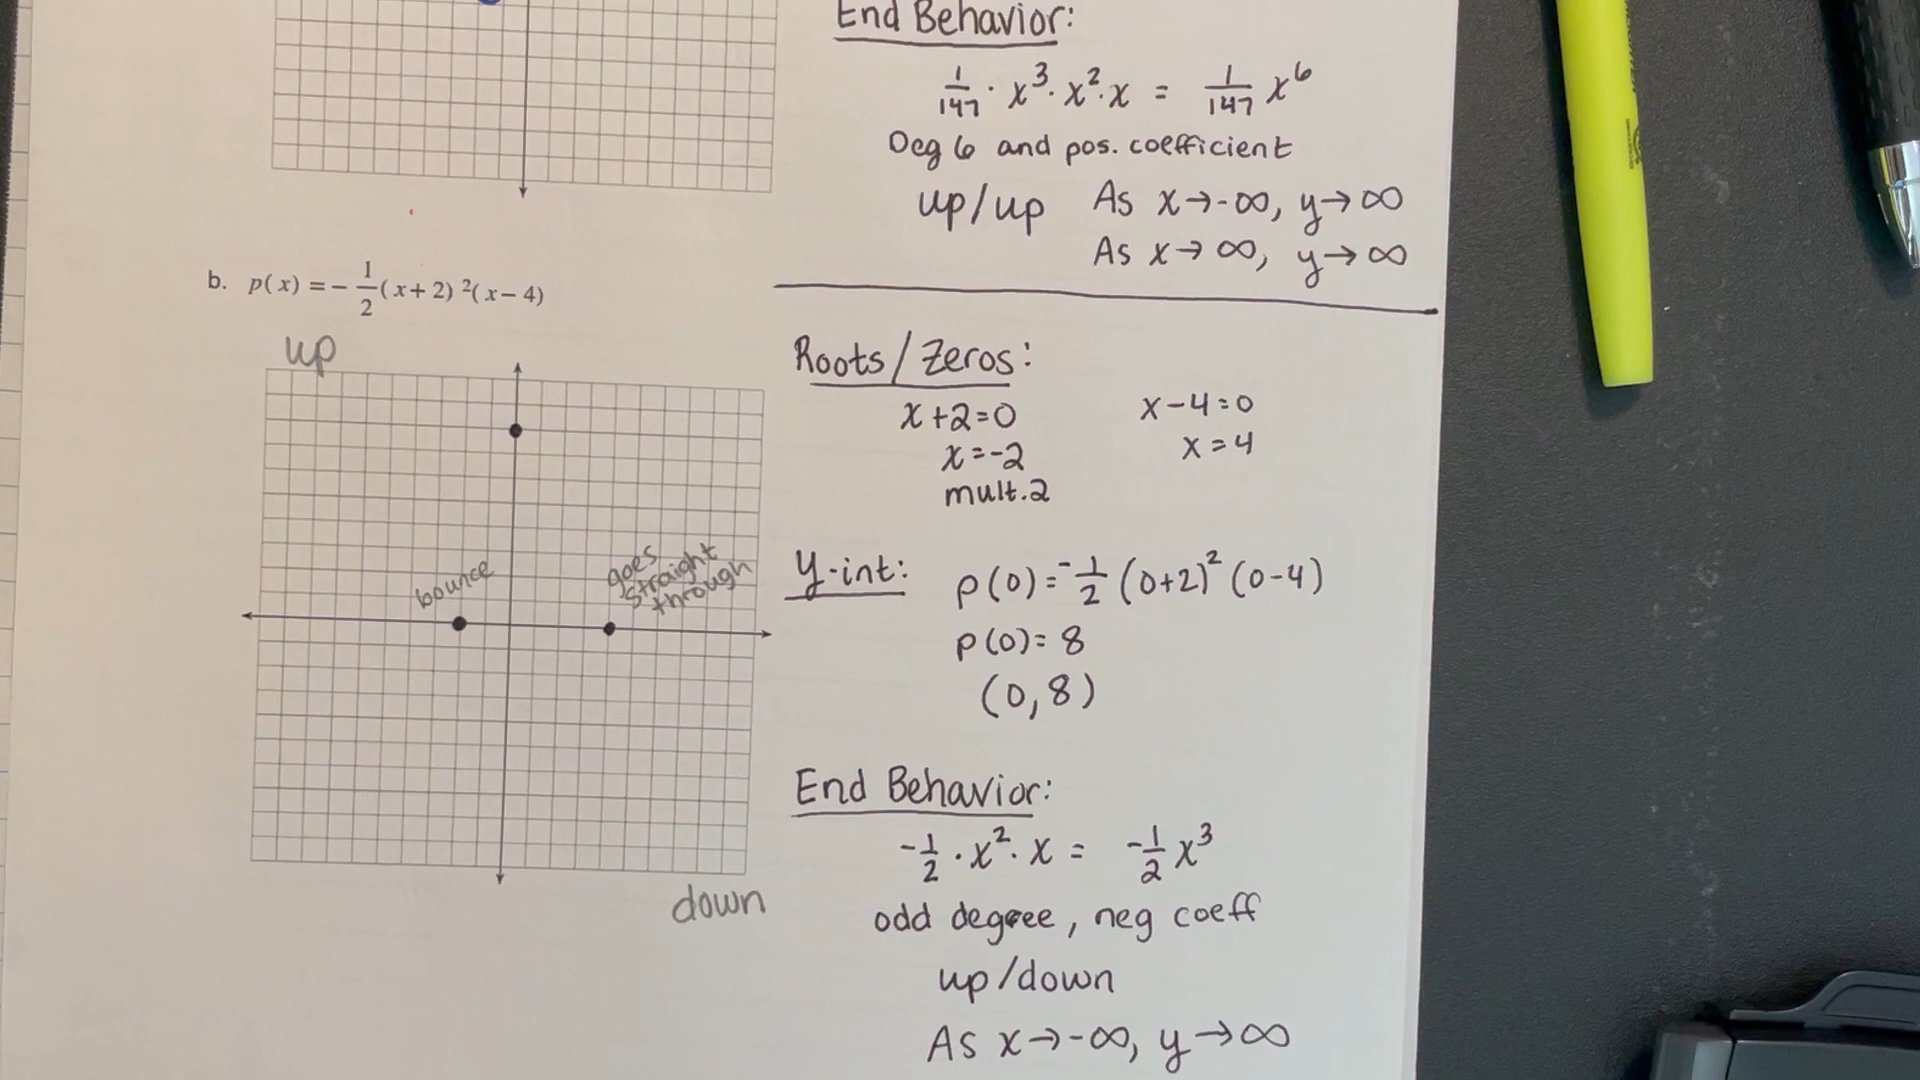 End Behavior:
1/147 · x³ · x² · x = 1/147 x⁶
Deg 6 and pos. coefficient
up/up As x→-∞, y→∞
As x→∞, y→∞
b. p(x) = - 1/2 (x+2)²(x-4)
up
bounce
goes
straight
through
down
Roots/Zeros:
x+2=0 x-4=0
x=-2 x=4
mult.2
Y-int: p(0)=-1/2 (0+2)² (0-4)
p(0)=8
(0,8)
End Behavior:
-1/2 · x² · x = -1/2 x³
odd degree, neg coeff
up/down
As x→-∞, y→∞